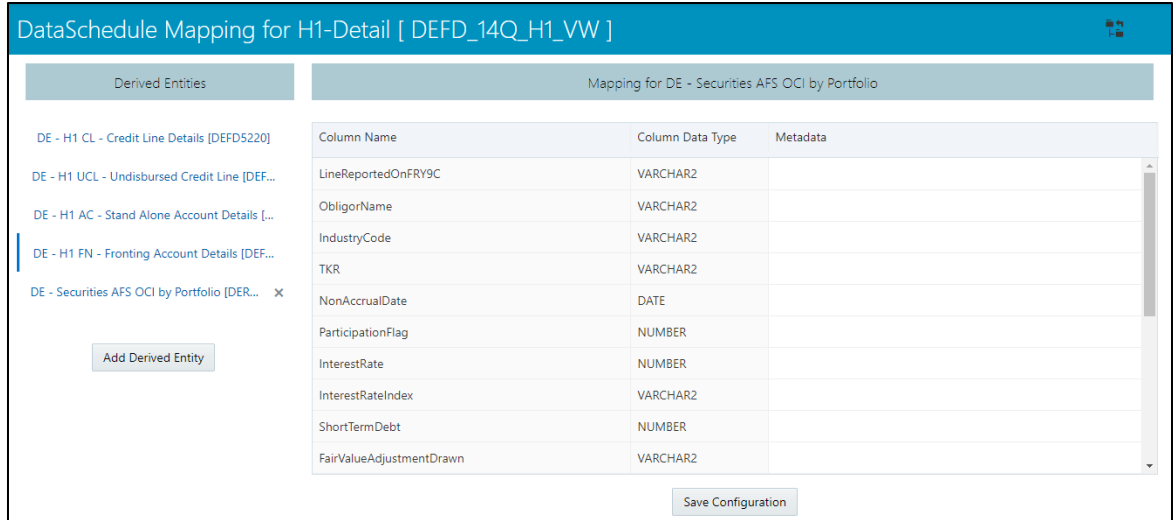 DataSchedule Mapping for H1-Detail [ DEFD_14Q_H1_VW ]
Derived Entities
DE - H1 CL - Credit Line Details [DEFD5220]
DE - H1 UCL - Undisbursed Credit Line [DEF...
DE - H1 AC - Stand Alone Account Details [...
DE - H1 FN - Fronting Account Details [DEF...
DE - Securities AFS OCI by Portfolio [DER... ×
Add Derived Entity
Mapping for DE - Securities AFS OCI by Portfolio
Column Name Column Data Type Metadata
LineReportedOnFRY9C VARCHAR2
ObligorName VARCHAR2
IndustryCode VARCHAR2
TKR VARCHAR2
NonAccrualDate DATE
ParticipationFlag NUMBER
InterestRate NUMBER
InterestRateIndex VARCHAR2
ShortTermDebt NUMBER
FairValueAdjustmentDrawn VARCHAR2
Save Configuration